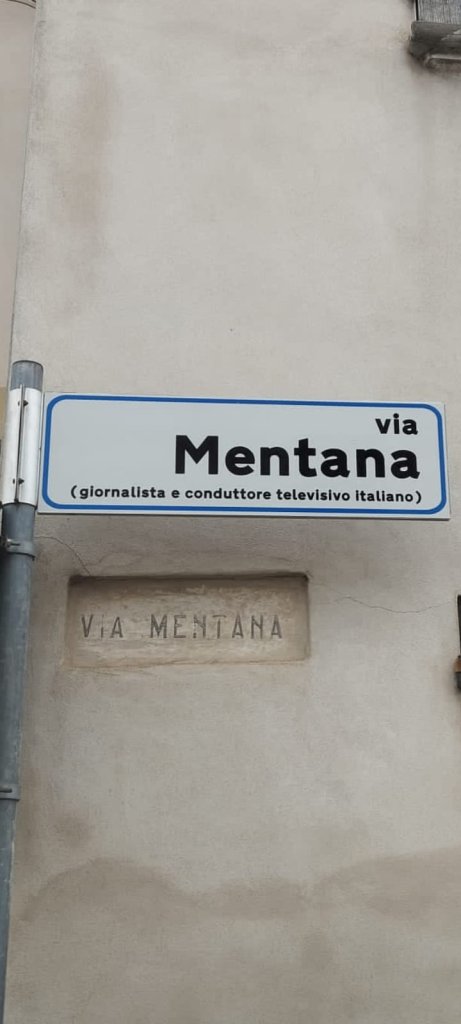 via
Mentana
(giornalista e conduttore televisivo italiano)
VIA MENTANA